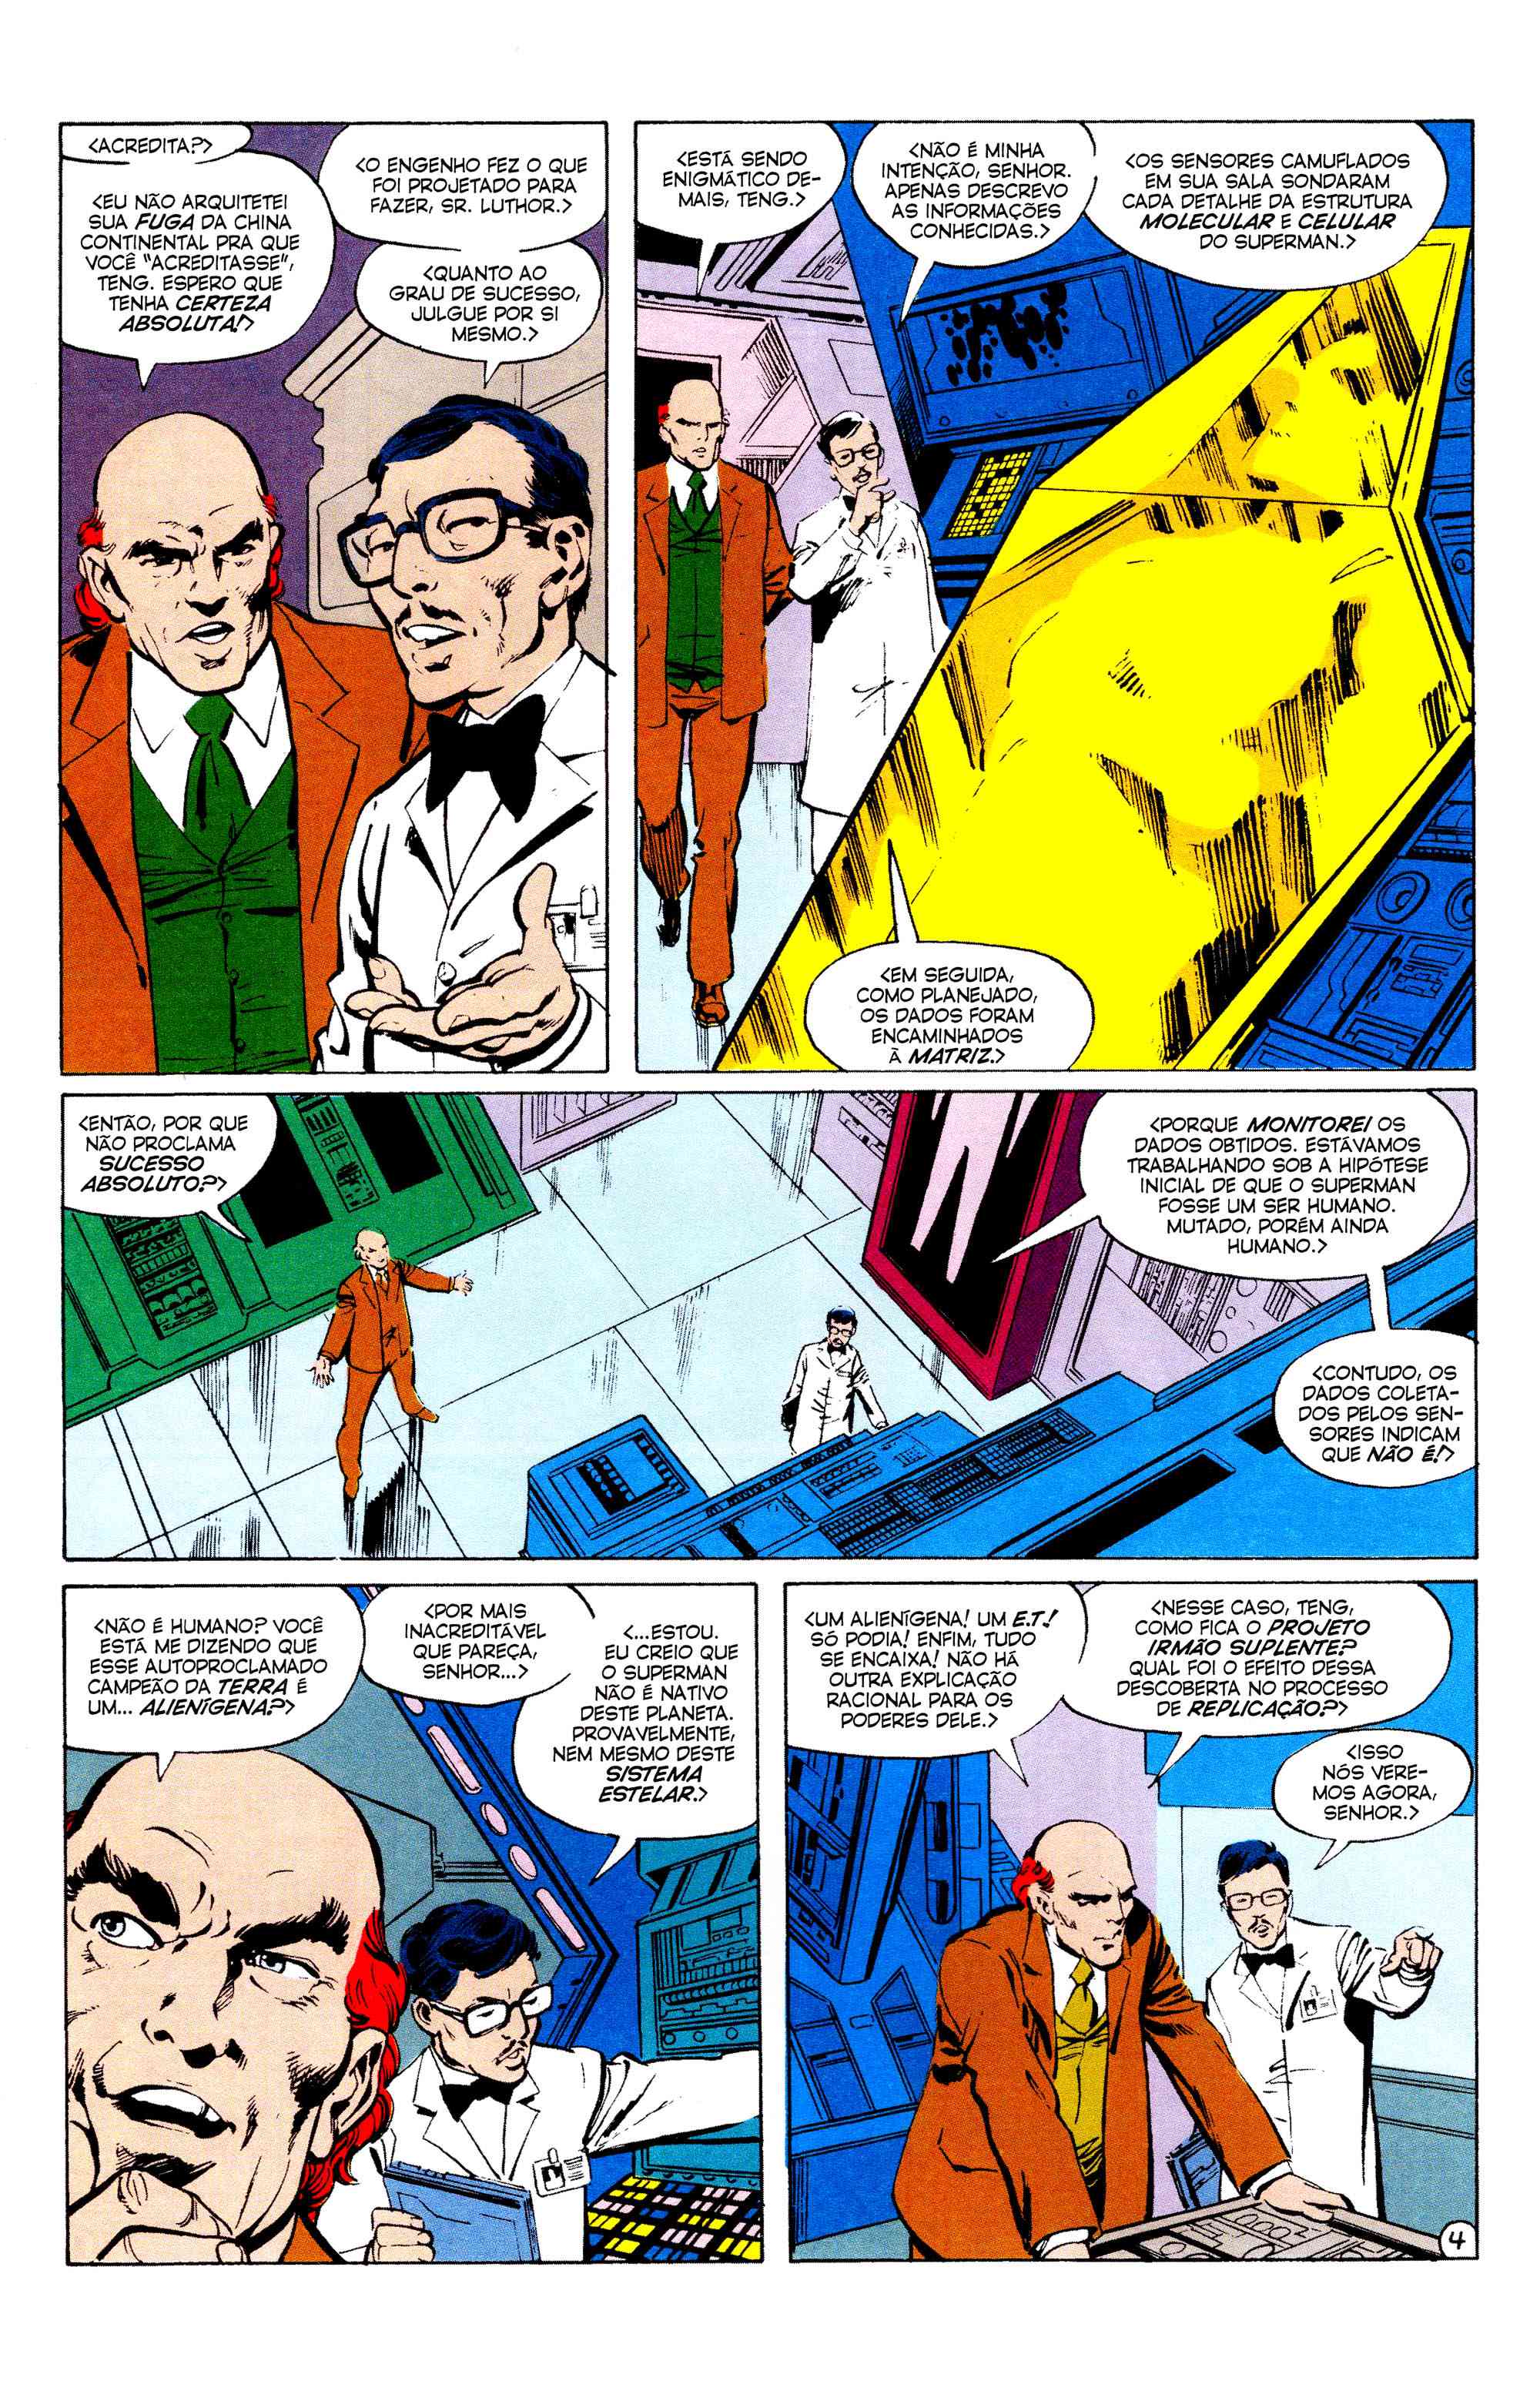 <ACREDITA?>
<EU NÃO ARQUITETEI
SUA FUGA DA CHINA
CONTINENTAL PRA QUE
VOCÊ “ACREDITASSE”,
TENG. ESPERO QUE
TENHA CERTEZA
ABSOLUTA!>
<O ENGENHO FEZ O QUE
FOI PROJETADO PARA
FAZER, SR. LUTHOR.>
<QUANTO AO
GRAU DE SUCESSO,
JULGUE POR SI
MESMO.>
<ESTÁ SENDO
ENIGMÁTICO DE-
MAIS, TENG.>
<NÃO É MINHA
INTENÇÃO, SENHOR.
APENAS DESCREVO
AS INFORMAÇÕES
CONHECIDAS.>
<OS SENSORES CAMUFLADOS
EM SUA SALA SONDARAM
CADA DETALHE DA ESTRUTURA
MOLECULAR E CELULAR
DO SUPERMAN.>
<EM SEGUIDA,
COMO PLANEJADO,
OS DADOS FORAM
ENCAMINHADOS
À MATRIZ.>
<ENTÃO, POR QUE
NÃO PROCLAMA
SUCESSO
ABSOLUTO?>
<PORQUE MONITOREI OS
DADOS OBTIDOS. ESTÁVAMOS
TRABALHANDO SOB A HIPÓTESE
INICIAL DE QUE O SUPERMAN
FOSSE UM SER HUMANO.
MUTADO, PORÉM AINDA
HUMANO.>
<CONTUDO, OS
DADOS COLETA-
DOS PELOS SEN-
SORES INDICAM
QUE NÃO É!>
<NÃO É HUMANO? VOCÊ
ESTÁ ME DIZENDO QUE
ESSE AUTOPROCLAMADO
CAMPEÃO DA TERRA É
UM... ALIENÍGENA?>
<POR MAIS
INACREDITÁVEL
QUE PAREÇA,
SENHOR...>
<...ESTOU.
EU CREIO QUE
O SUPERMAN
NÃO É NATIVO
DESTE PLANETA.
PROVAVELMENTE,
NEM MESMO DESTE
SISTEMA
ESTELAR.>
<UM ALIENÍGENA! UM E.T.!
SÓ PODIA! ENFIM, TUDO
SE ENCAIXA! NÃO HÁ
OUTRA EXPLICAÇÃO
RACIONAL PARA OS
PODERES DELE.>
<NESSE CASO, TENG,
COMO FICA O PROJETO
IRMÃO SUPLENTE?
QUAL FOI O EFEITO DESSA
DESCOBERTA NO PROCESSO
DE REPLICAÇÃO?>
<ISSO
NÓS VERE-
MOS AGORA,
SENHOR.>
4